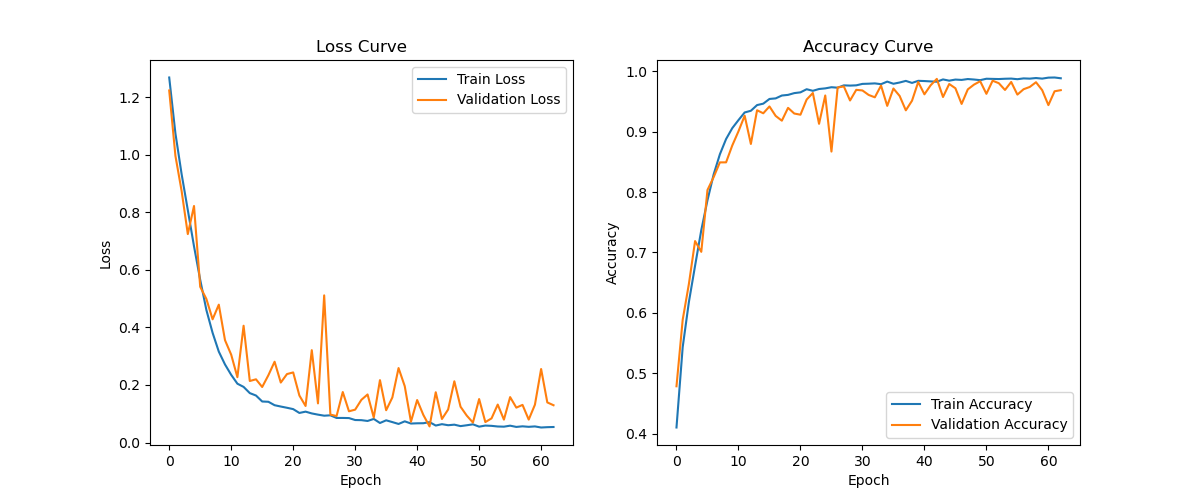 Loss Curve
Loss
1.2
1.0
0.8
0.6
0.4
0.2
0.0
0 10 20 30 40 50 60
Epoch
Train Loss
Validation Loss
Accuracy Curve
Accuracy
1.0
0.9
0.8
0.7
0.6
0.5
0.4
0 10 20 30 40 50 60
Epoch
Train Accuracy
Validation Accuracy